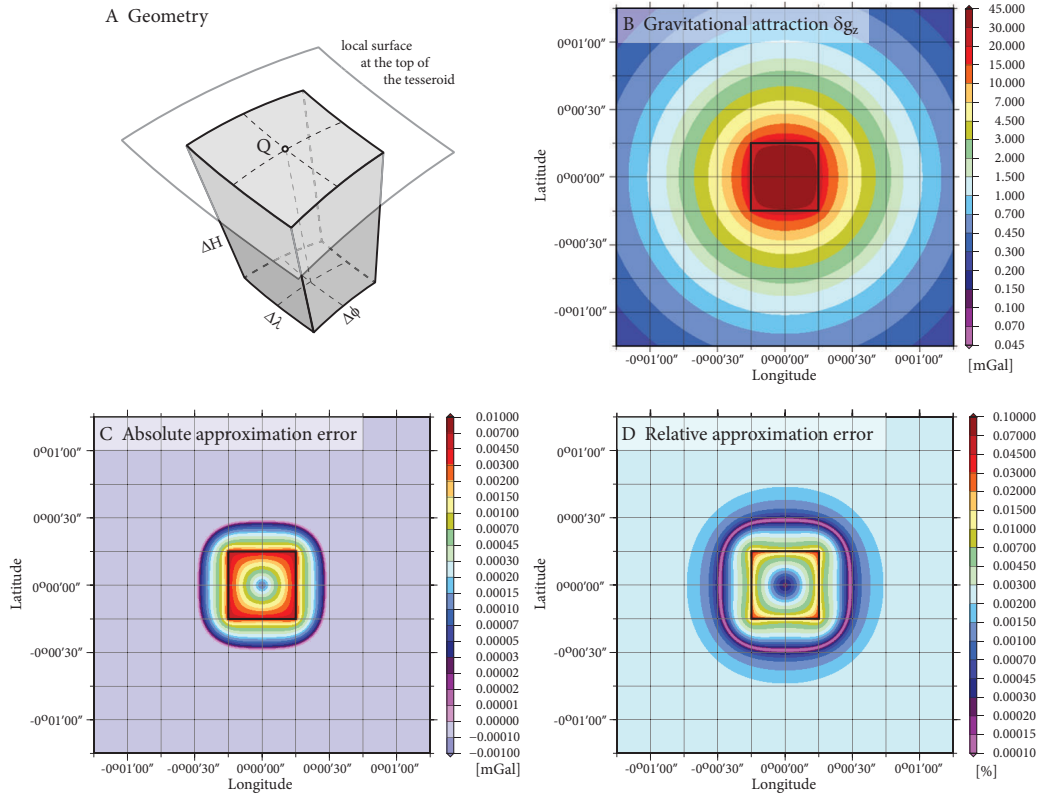 A Geometry
local surface
at the top of
the tesseroid
Q
ΔH
Δλ
Δϕ
B Gravitational attraction δg_z
0º01′00″
0º00′30″
0º00′00″
-0º00′30″
-0º01′00″
Latitude
-0º01′00″ -0º00′30″ 0º00′00″ 0º00′30″ 0º01′00″
Longitude
45.000
30.000
15.000
10.000
7.000
4.500
3.000
2.000
1.500
1.000
0.700
0.450
0.300
0.200
0.150
0.100
0.070
0.045
[mGal]
C Absolute approximation error
0º01′00″
0º00′30″
0º00′00″
-0º00′30″
-0º01′00″
Latitude
-0º01′00″ -0º00′30″ 0º00′00″ 0º00′30″ 0º01′00″
Longitude
0.01000
0.00700
0.00450
0.00300
0.00200
0.00150
0.00100
0.00070
0.00045
0.00030
0.00020
0.00015
0.00010
0.00007
0.00005
0.00003
0.00002
0.00002
0.00001
0.00000
−0.00010
−0.00100
[mGal]
D Relative approximation error
0º01′00″
0º00′30″
0º00′00″
-0º00′30″
-0º01′00″
Latitude
-0º01′00″ -0º00′30″ 0º00′00″ 0º00′30″ 0º01′00″
Longitude
0.10000
0.07000
0.04500
0.03000
0.02000
0.01500
0.01000
0.00700
0.00450
0.00300
0.00200
0.00150
0.00100
0.00070
0.00045
0.00030
0.00020
0.00015
0.00010
[%]